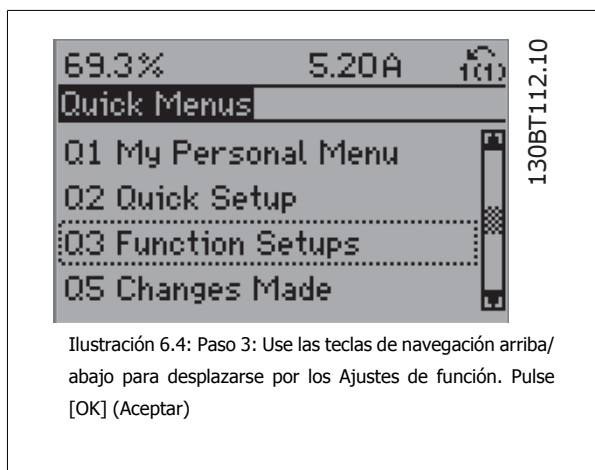 69.3% 5.20A 1(1)
Quick Menus
Q1 My Personal Menu
Q2 Quick Setup
Q3 Function Setups
Q5 Changes Made
130BT112.10
Ilustración 6.4: Paso 3: Use las teclas de navegación arriba/
abajo para desplazarse por los Ajustes de función. Pulse
[OK] (Aceptar)